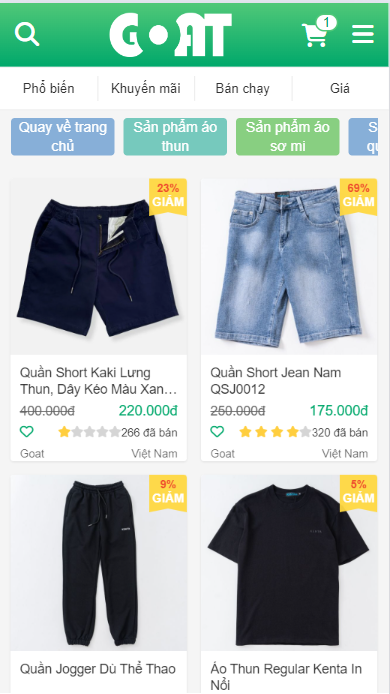 GOAT
1
Phổ biến
Khuyến mãi
Bán chạy
Giá
Quay về trang
chủ
Sản phẩm áo
thun
Sản phẩm áo
sơ mi
23%
GIẢM
69%
GIẢM
Quần Short Kaki Lưng
Thun, Dây Kéo Màu Xan...
400.000đ 220.000đ
266 đã bán
Goat Việt Nam
Quần Short Jean Nam
QSJ0012
250.000đ 175.000đ
320 đã bán
Goat Việt Nam
9%
GIẢM
5%
GIẢM
Quần Jogger Dù Thể Thao
Áo Thun Regular Kenta In
Nổi